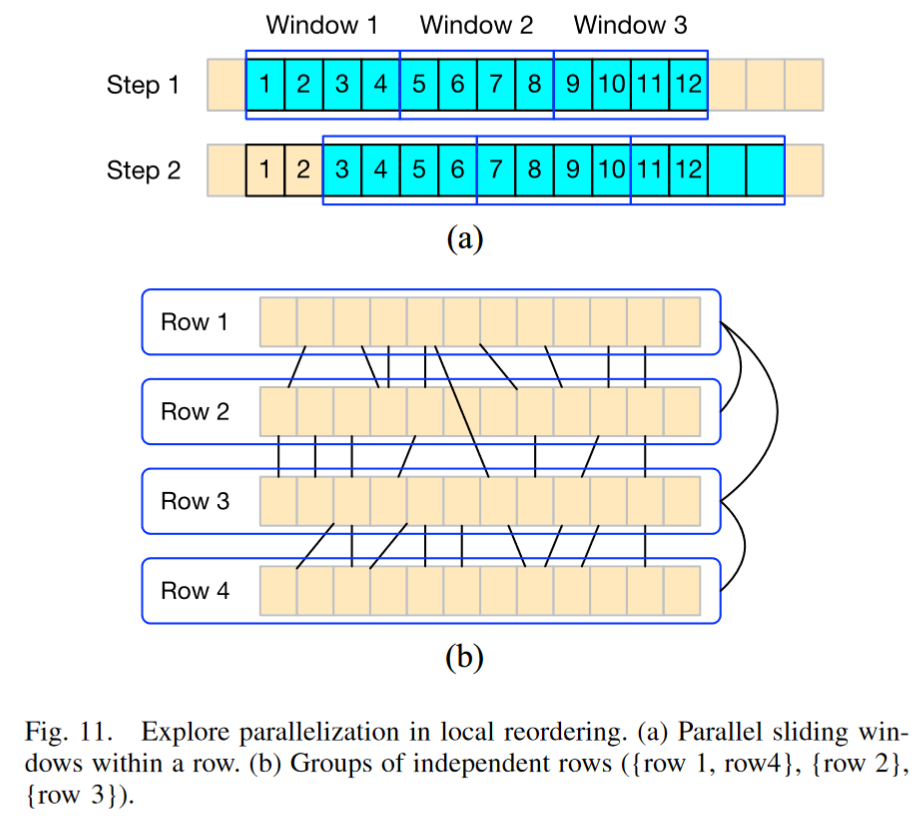 Window 1 Window 2 Window 3
Step 1 1 2 3 4 5 6 7 8 9 10 11 12
Step 2 1 2 3 4 5 6 7 8 9 10 11 12
(a)
Row 1
Row 2
Row 3
Row 4
(b)
Fig. 11. Explore parallelization in local reordering. (a) Parallel sliding win-
dows within a row. (b) Groups of independent rows ({row 1, row4}, {row 2},
{row 3}).